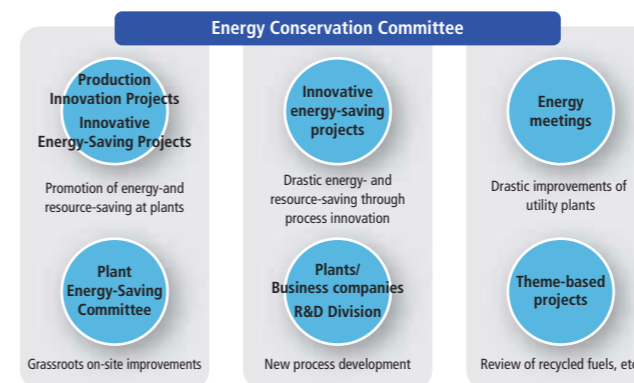 Energy Conservation Committee
Production
Innovation Projects
Innovative
Energy-Saving Projects
Promotion of energy-and
resource-saving at plants
Plant
Energy-Saving
Committee
Grassroots on-site improvements
Innovative
energy-saving
projects
Drastic energy- and
resource-saving through
process innovation
Plants/
Business companies
R&D Division
New process development
Energy
meetings
Drastic improvements of
utility plants
Theme-based
projects
Review of recycled fuels, etc